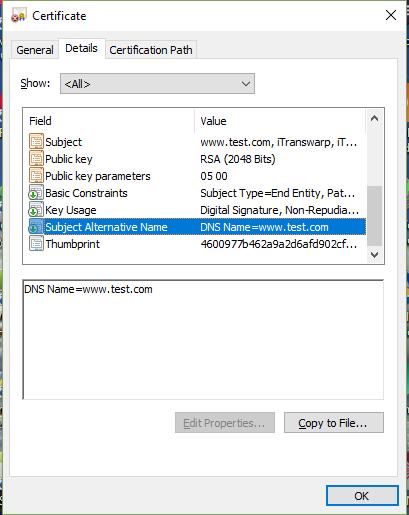 Certificate
General Details Certification Path
Show: <All>
Field Value
Subject www.test.com, iTranswarp, iT...
Public key RSA (2048 Bits)
Public key parameters 05 00
Basic Constraints Subject Type=End Entity, Pat...
Key Usage Digital Signature, Non-Repudia...
Subject Alternative Name DNS Name=www.test.com
Thumbprint 4600977b462a9a2d6afd902cf...
DNS Name=www.test.com
Edit Properties... Copy to File...
OK